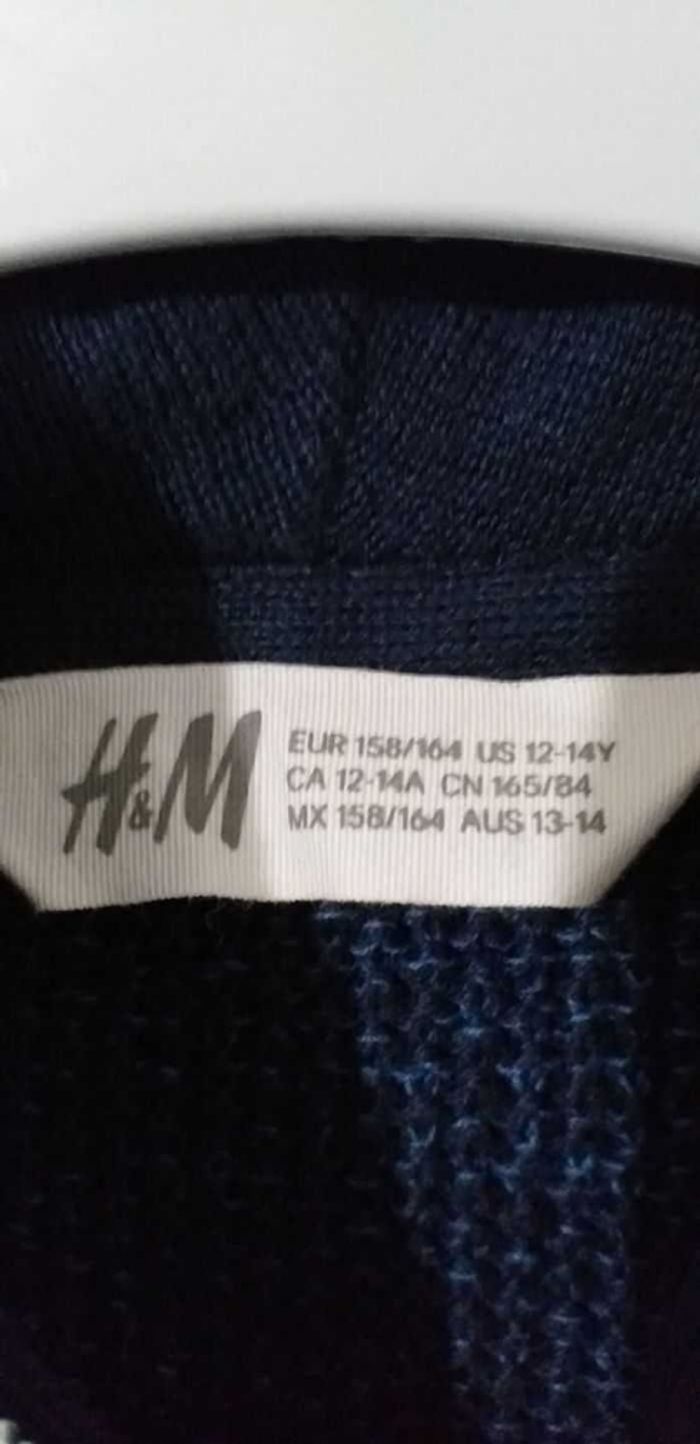 H&M
EUR 158/164 US 12-14Y
CA 12-14A CN 165/84
MX 158/164 AUS 13-14